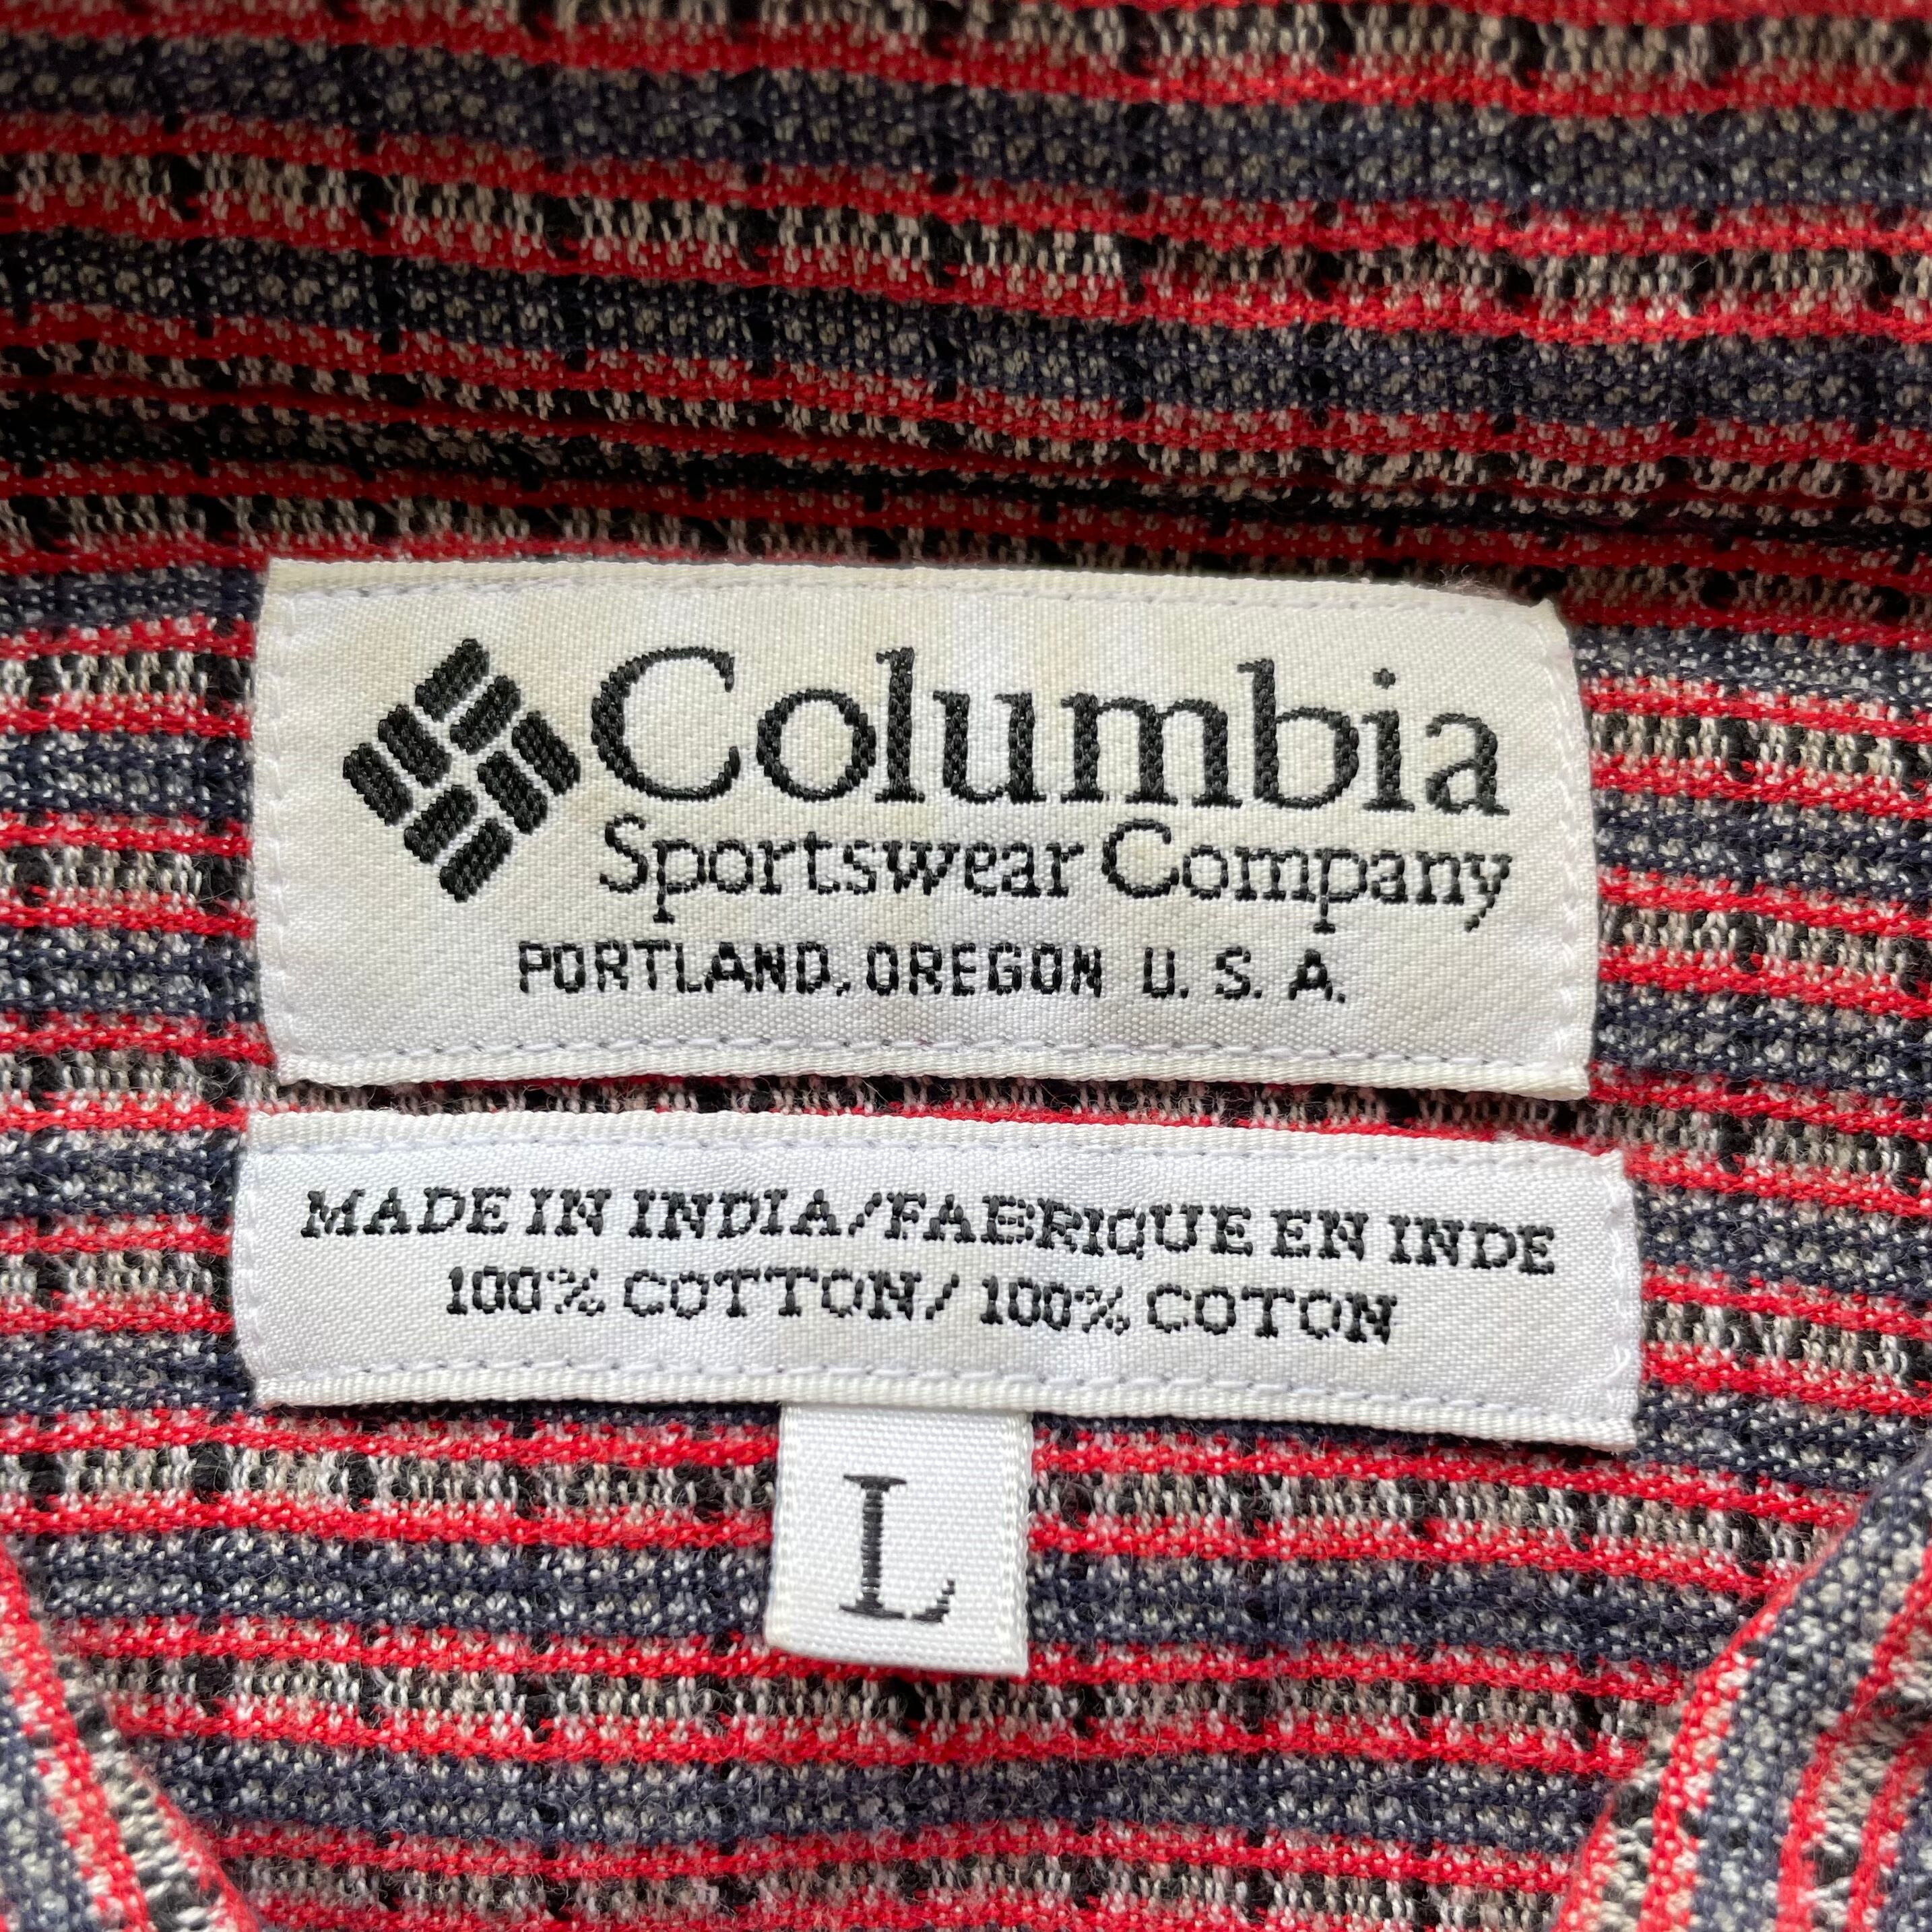 Columbia
Sportswear Company
PORTLAND, OREGON U. S. A.
MADE IN INDIA/FABRIQUE EN INDE
100% COTTON/ 100% COTON
L